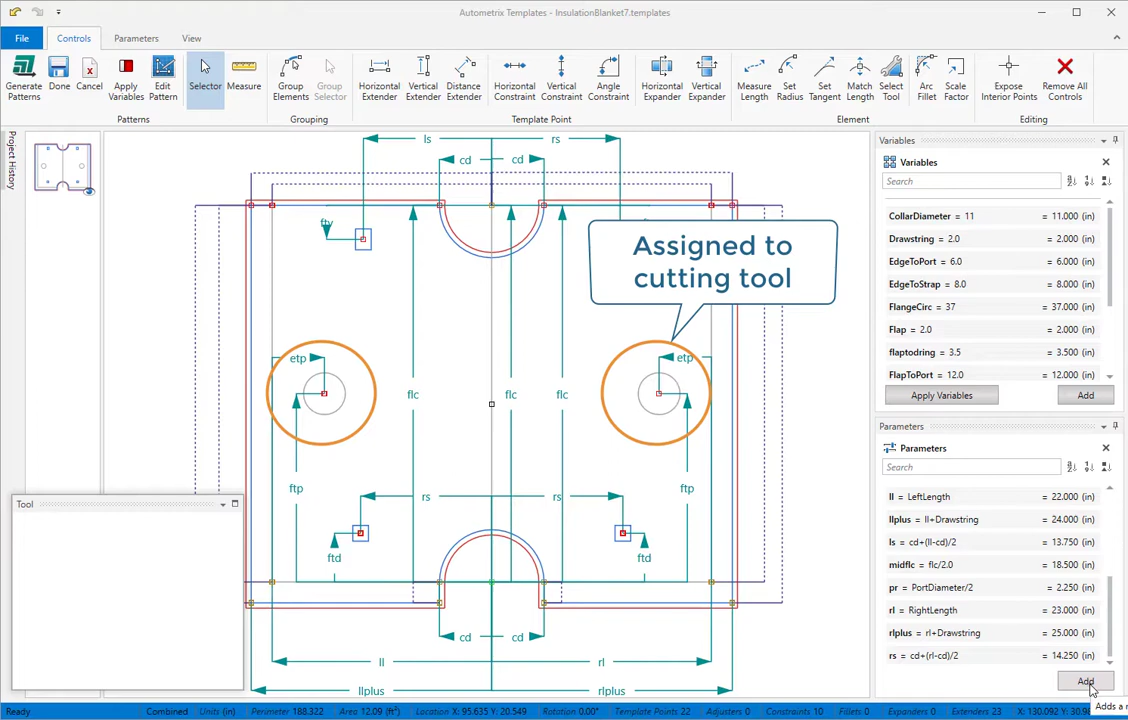 Autometrix Templates - InsulationBlanket7.templates
File
Controls
Parameters
View
Generate Patterns
Done
Cancel
Apply Variables
Edit Pattern
Selector
Measure
Group Elements
Group Selector
Horizontal Extender
Vertical Extender
Distance Extender
Horizontal Constraint
Vertical Constraint
Angle Constraint
Horizontal Expander
Vertical Expander
Measure Length
Set Radius
Set Tangent
Match Length
Select Tool
Arc Fillet
Scale Factor
Expose Interior Points
Remove All Controls
Patterns
Grouping
Template Point
Element
Editing
Project History
ls
rs
cd
cd
Assigned to
cutting tool
etp
etp
flc
flc
flc
ftp
ftp
rs
rs
ftd
ftd
cd
cd
ll
rl
llplus
rlplus
Tool
Variables
Variables
Search
CollarDiameter = 11 = 11.000 (in)
Drawstring = 2.0 = 2.000 (in)
EdgeToPort = 6.0 = 6.000 (in)
EdgeToStrap = 8.0 = 8.000 (in)
FlangeCirc = 37 = 37.000 (in)
Flap = 2.0 = 2.000 (in)
flaptodring = 3.5 = 3.500 (in)
FlapToPort = 12.0 = 12.000 (in)
Apply Variables
Add
Parameters
Parameters
Search
ll = LeftLength = 22.000 (in)
llplus = ll+Drawstring = 24.000 (in)
ls = cd+(ll-cd)/2 = 13.750 (in)
midflc = flc/2.0 = 18.500 (in)
pr = PortDiameter/2 = 2.250 (in)
rl = RightLength = 23.000 (in)
rlplus = rl+Drawstring = 25.000 (in)
rs = cd+(rl-cd)/2 = 14.250 (in)
Add
Adds a
Ready
Combined
Units (in)
Perimeter 188.322
Area 12.09 (ft²)
Location X: 95.635 Y: 20.549
Rotation 0.00°
Template Points 22
Adjusters 0
Constraints 10
Fillets 0
Expanders 0
Extenders 23
X: 130.092 Y: 30.98